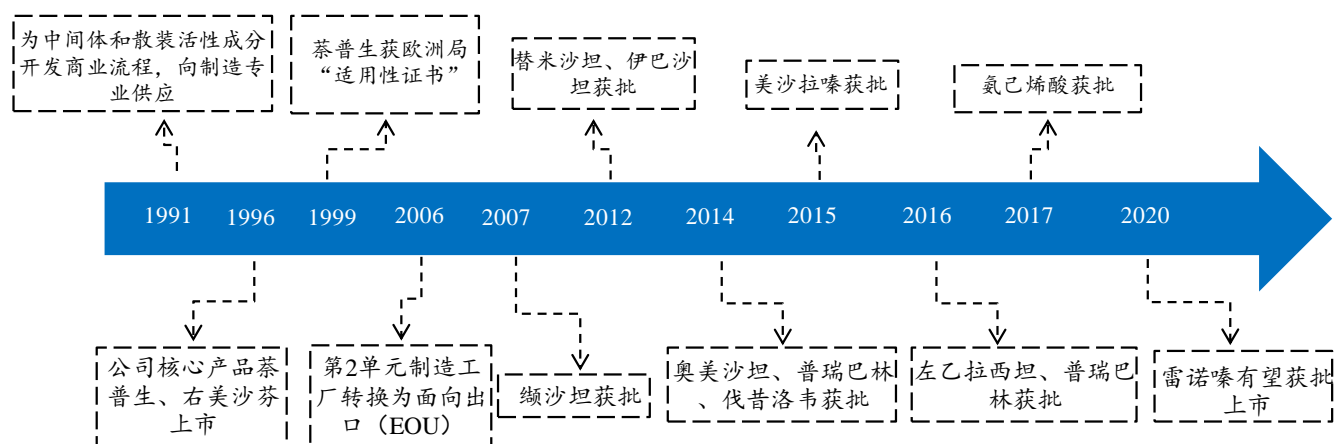 为中间体和散装活性成分
开发商业流程，向制造专
业供应
萘普生获欧洲局
“适用性证书”
替米沙坦、伊巴沙
坦获批
美沙拉嗪获批
氨己烯酸获批
1991
1996
1999
2006
2007
2012
2014
2015
2016
2017
2020
公司核心产品萘
普生、右美沙芬
上市
第2单元制造工
厂转换为面向出
口（EOU）
缬沙坦获批
奥美沙坦、普瑞巴林
、伐昔洛韦获批
左乙拉西坦、普瑞巴
林获批
雷诺嗪有望获批
上市